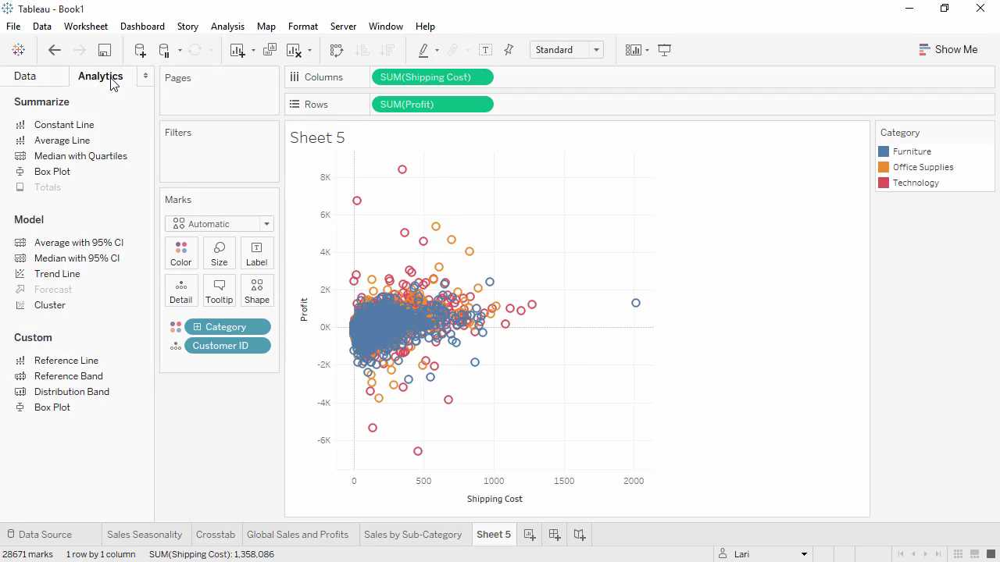 Tableau - Book1
File Data Worksheet Dashboard Story Analysis Map Format Server Window Help
Standard
Show Me
Data Analytics
Summarize
Constant Line
Average Line
Median with Quartiles
Box Plot
Totals
Model
Average with 95% CI
Median with 95% CI
Trend Line
Forecast
Cluster
Custom
Reference Line
Reference Band
Distribution Band
Box Plot
Pages
Filters
Marks
Automatic
Color Size Label
Detail Tooltip Shape
Category
Customer ID
Columns SUM(Shipping Cost)
Rows SUM(Profit)
Sheet 5
Profit
8K
6K
4K
2K
0K
-2K
-4K
-6K
0 500 1000 1500 2000
Shipping Cost
Category
Furniture
Office Supplies
Technology
Data Source Sales Seasonality Crosstab Global Sales and Profits Sales by Sub-Category Sheet 5
28671 marks 1 row by 1 column SUM(Shipping Cost): 1,358,086 Lari